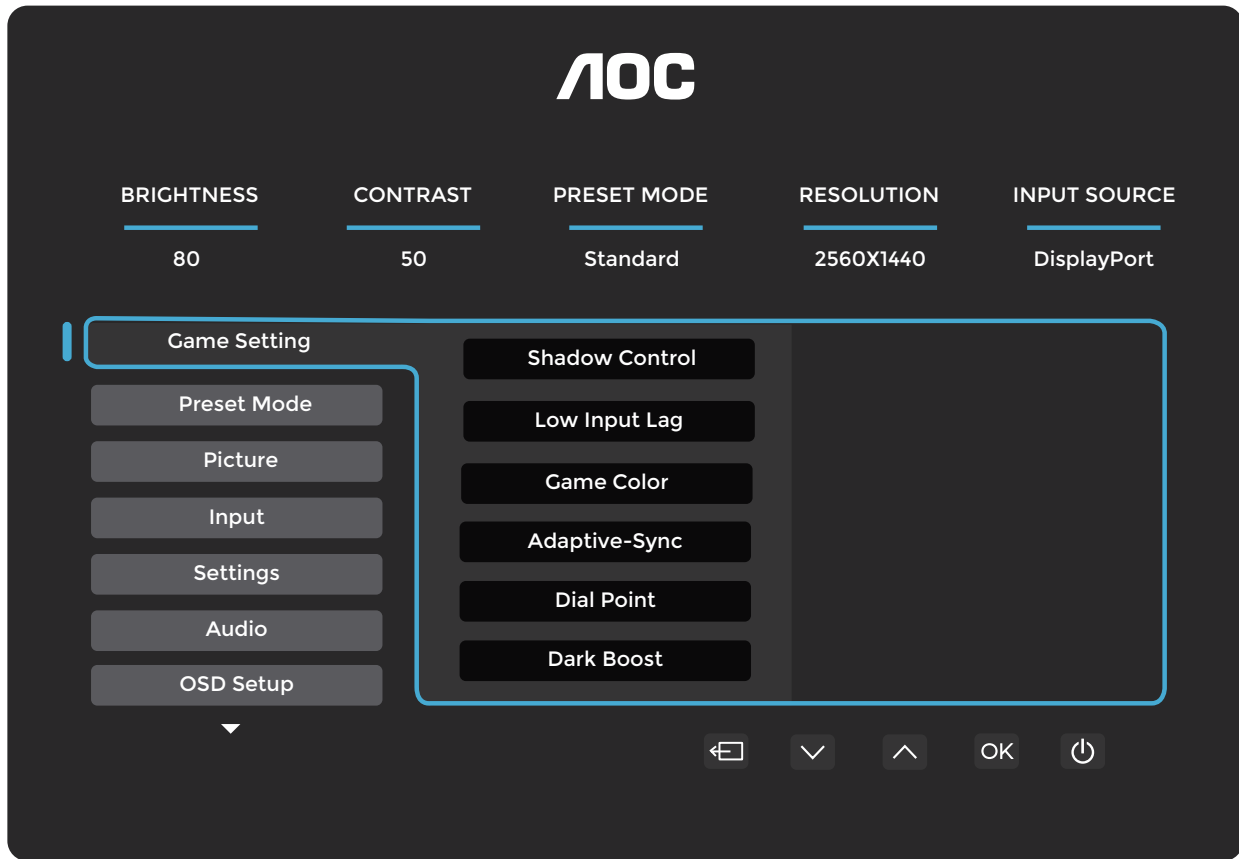 AOC
BRIGHTNESS CONTRAST PRESET MODE RESOLUTION INPUT SOURCE
80 50 Standard 2560X1440 DisplayPort
Game Setting
Preset Mode
Picture
Input
Settings
Audio
OSD Setup
Shadow Control
Low Input Lag
Game Color
Adaptive-Sync
Dial Point
Dark Boost
OK